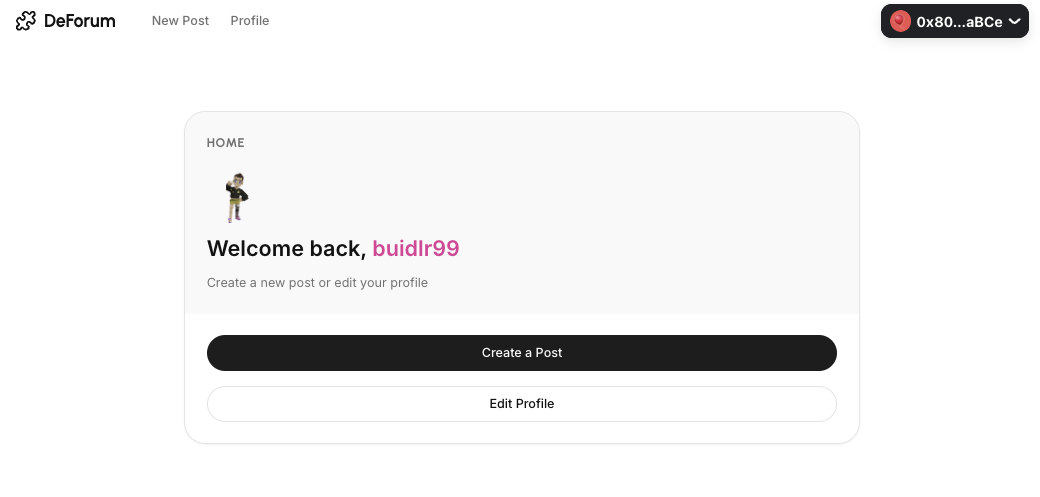 DeForum
New Post
Profile
0x80...aBCe
HOME
Welcome back, buidlr99
Create a new post or edit your profile
Create a Post
Edit Profile